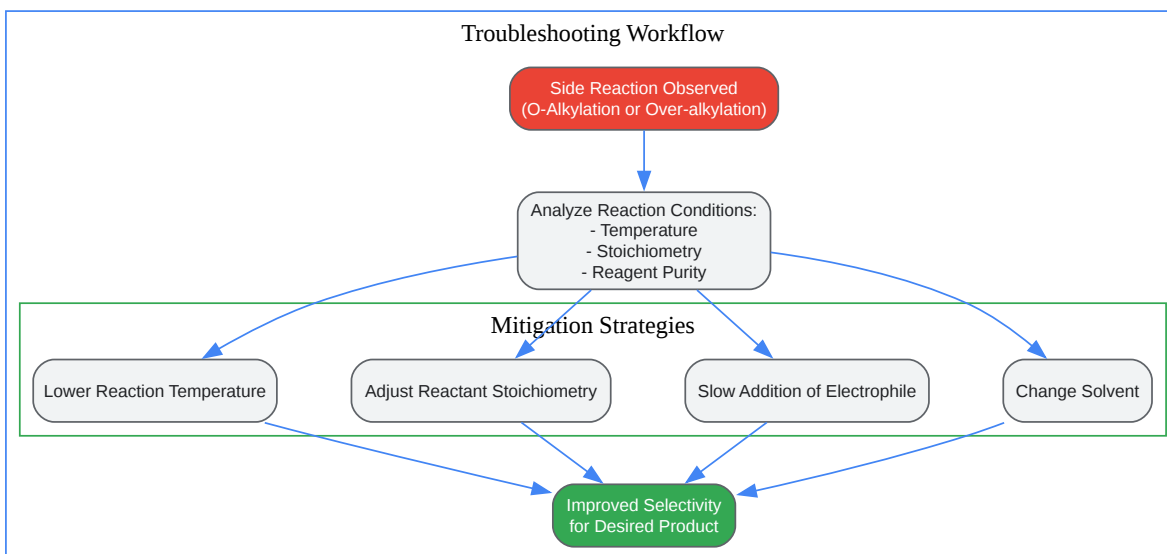 Troubleshooting Workflow
Side Reaction Observed
(O-Alkylation or Over-alkylation)
Analyze Reaction Conditions:
- Temperature
- Stoichiometry
- Reagent Purity
Mitigation Strategies
Lower Reaction Temperature
Adjust Reactant Stoichiometry
Slow Addition of Electrophile
Change Solvent
Improved Selectivity
for Desired Product